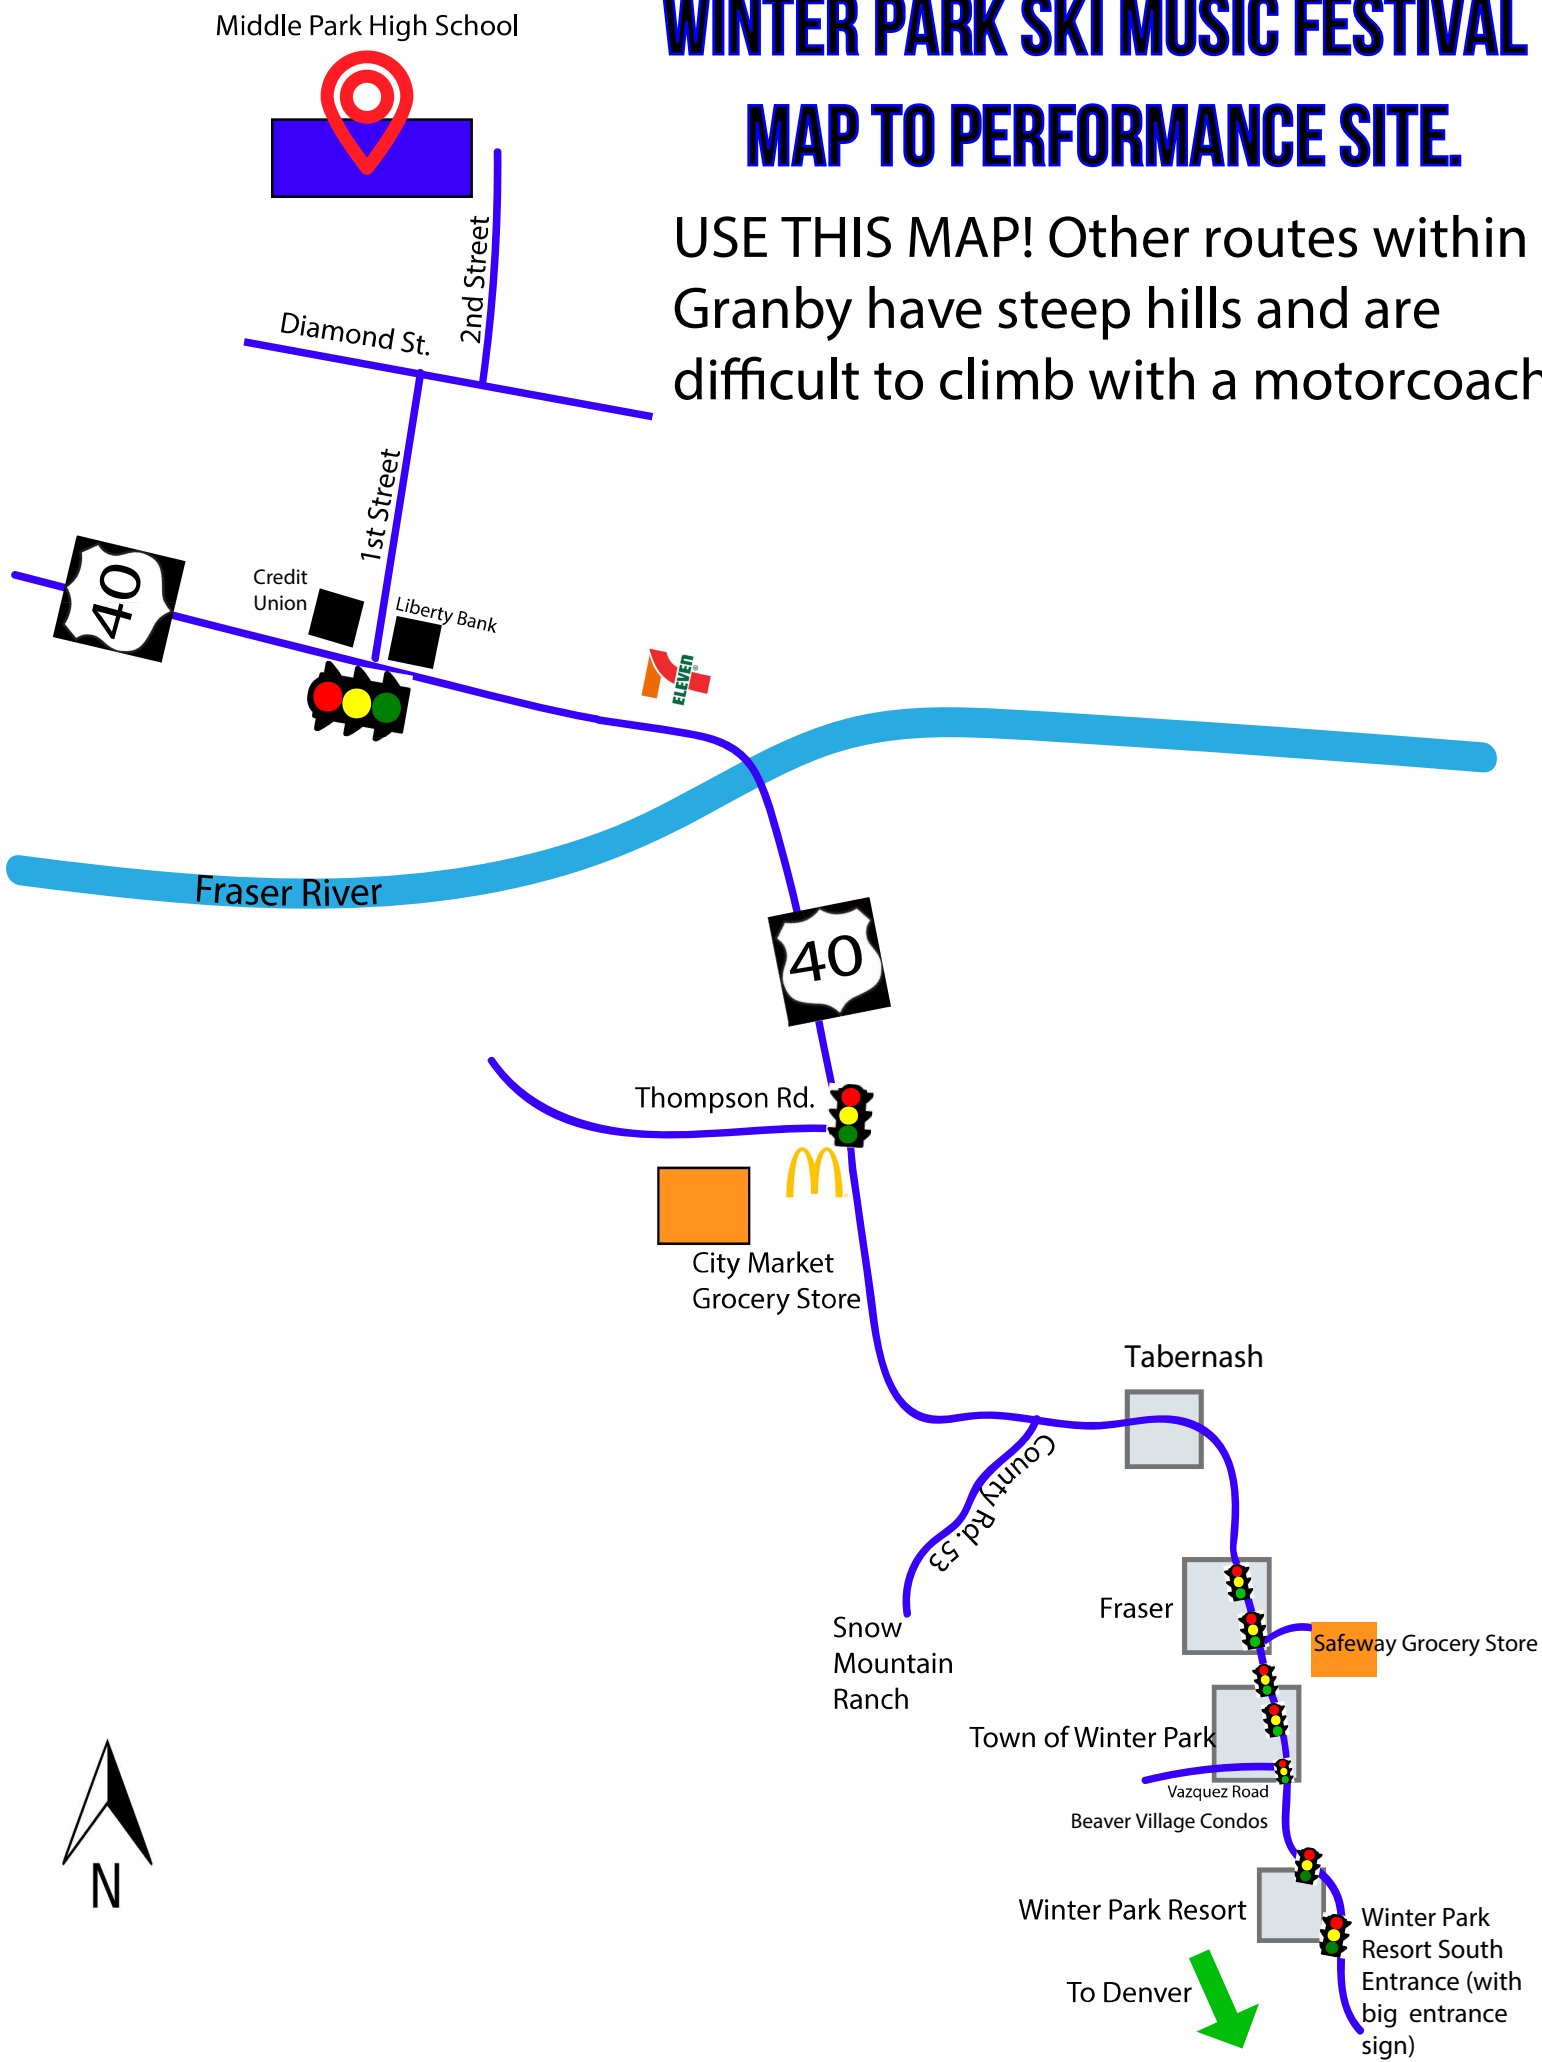 Middle Park High School
WINTER PARK SKI MUSIC FESTIVAL
MAP TO PERFORMANCE SITE.
USE THIS MAP! Other routes within
Granby have steep hills and are
difficult to climb with a motorcoach
2nd Street
Diamond St.
1st Street
40
Credit
Union
Liberty Bank
ELEVEN
Fraser River
40
Thompson Rd.
City Market
Grocery Store
Tabernash
County Rd. 53
Snow
Mountain
Ranch
Fraser
Safeway Grocery Store
Town of Winter Park
Vazquez Road
Beaver Village Condos
Winter Park Resort
Winter Park
Resort South
Entrance (with
big entrance
sign)
To Denver
N